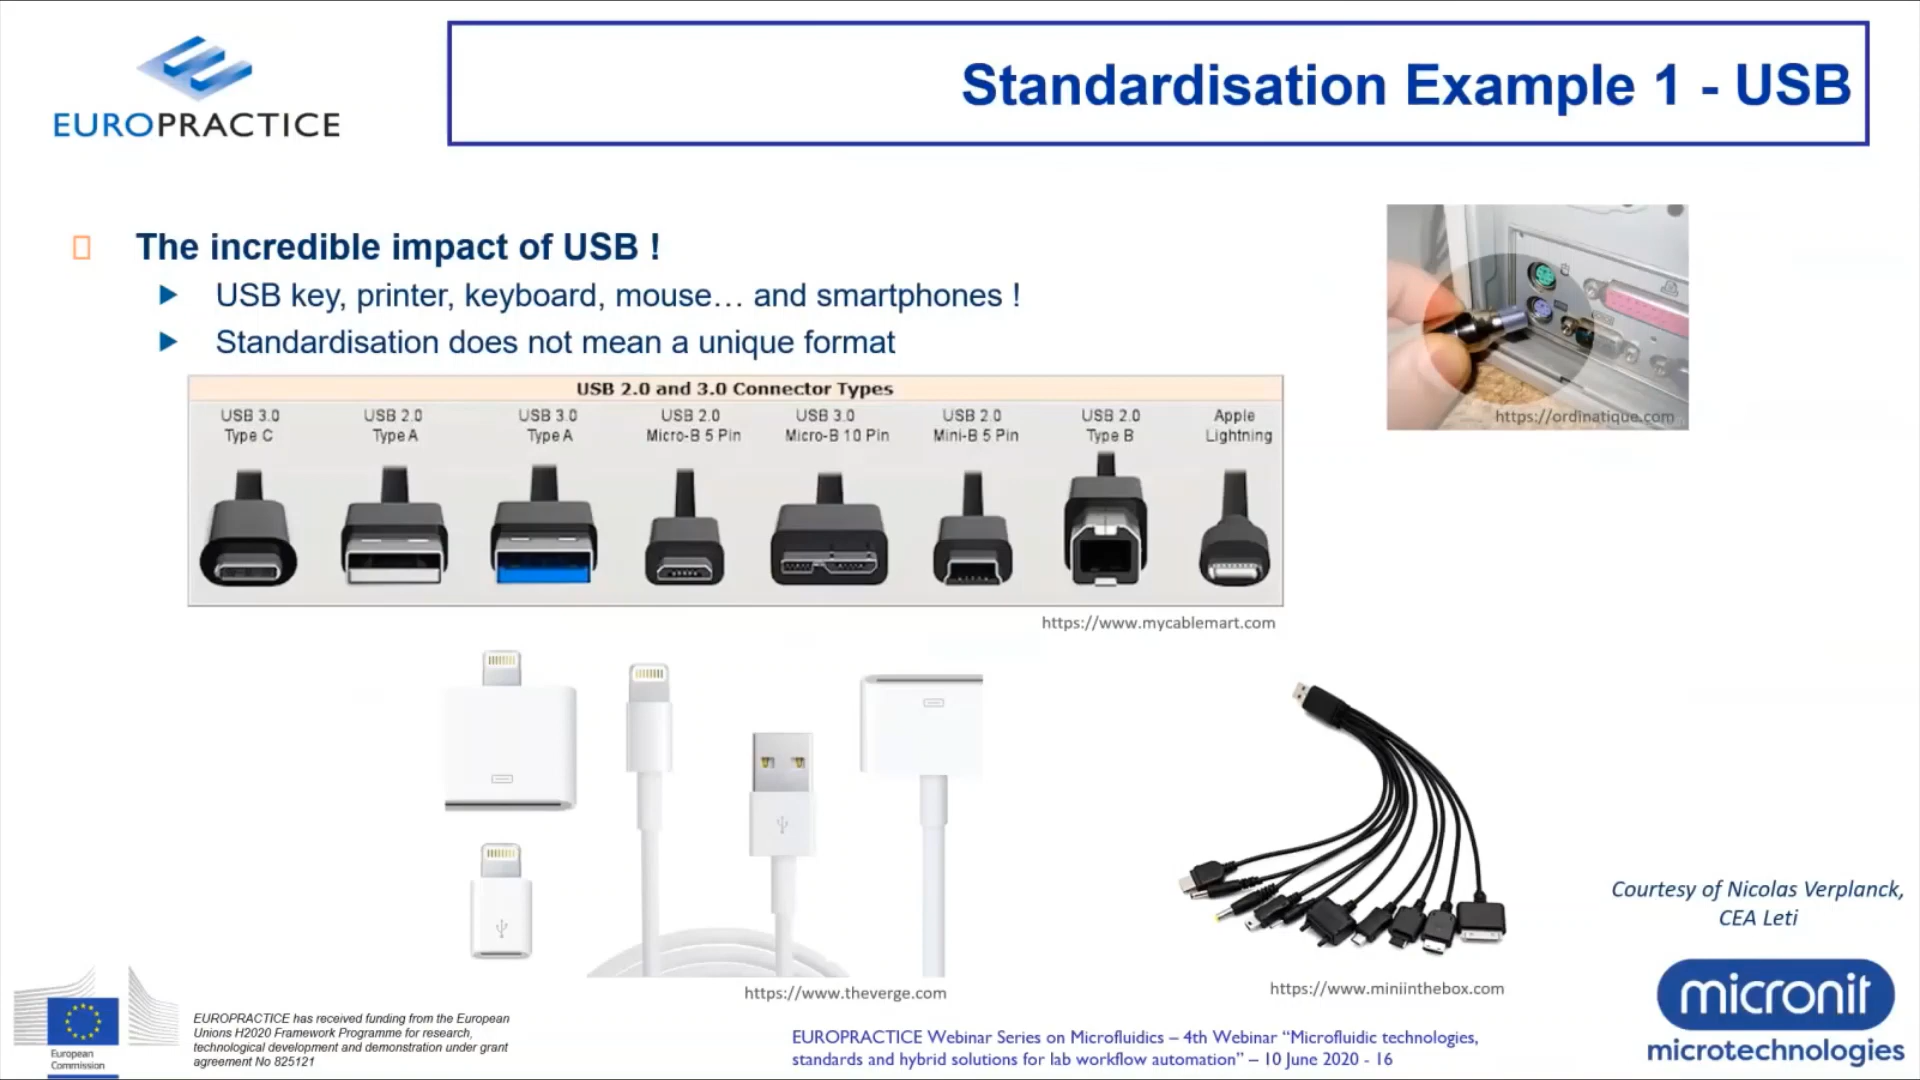 EUROPRACTICE
Standardisation Example 1 - USB
The incredible impact of USB !
USB key, printer, keyboard, mouse… and smartphones !
Standardisation does not mean a unique format
https://ordinatique.com
USB 2.0 and 3.0 Connector Types
USB 3.0 Type C
USB 2.0 Type A
USB 3.0 Type A
USB 2.0 Micro-B 5 Pin
USB 3.0 Micro-B 10 Pin
USB 2.0 Mini-B 5 Pin
USB 2.0 Type B
Apple Lightning
https://www.mycablemart.com
https://www.theverge.com
https://www.miniinthebox.com
Courtesy of Nicolas Verplanck,
CEA Leti
European
Commission
EUROPRACTICE has received funding from the European
Unions H2020 Framework Programme for research,
technological development and demonstration under grant
agreement No 825121
EUROPRACTICE Webinar Series on Microfluidics – 4th Webinar “Microfluidic technologies,
standards and hybrid solutions for lab workflow automation” – 10 June 2020 - 16
micronit
microtechnologies